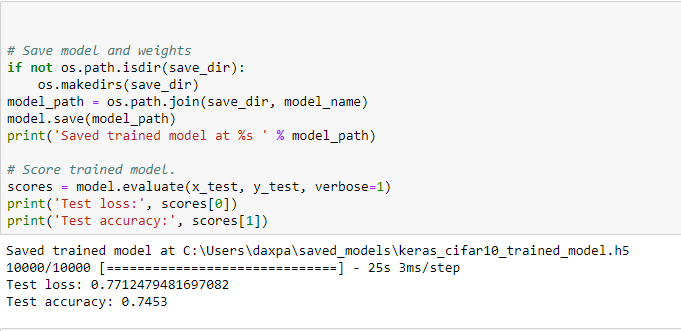 # Save model and weights
if not os.path.isdir(save_dir):
    os.makedirs(save_dir)
model_path = os.path.join(save_dir, model_name)
model.save(model_path)
print('Saved trained model at %s ' % model_path)
# Score trained model.
scores = model.evaluate(x_test, y_test, verbose=1)
print('Test loss:', scores[0])
print('Test accuracy:', scores[1])
Saved trained model at C:\Users\daxpa\saved_models\keras_cifar10_trained_model.h5
10000/10000 [==============================] - 25s 3ms/step
Test loss: 0.7712479481697082
Test accuracy: 0.7453